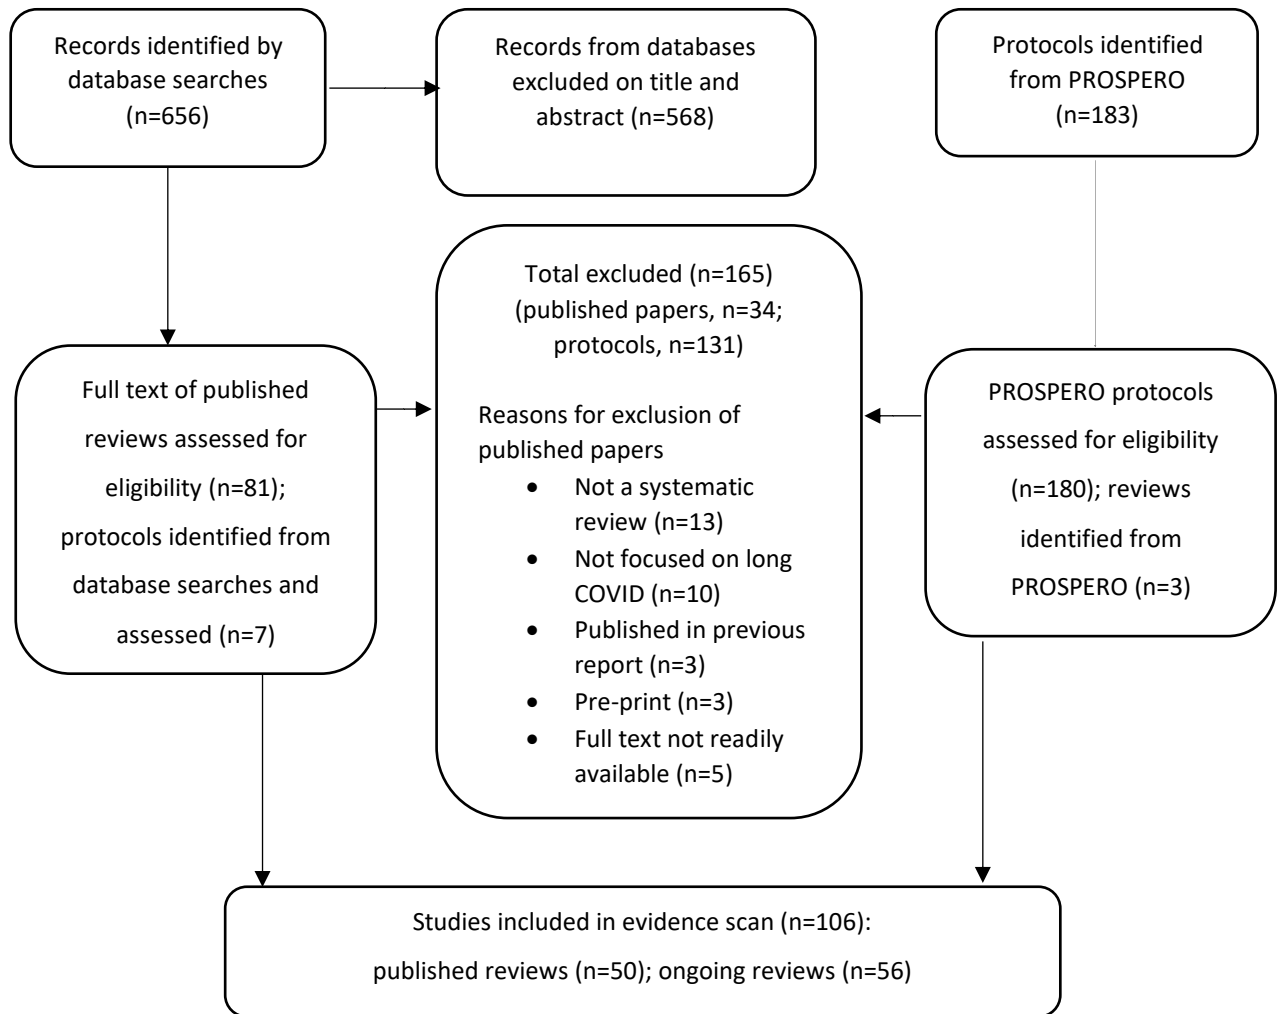 Records identified by
database searches
(n=656)
Records from databases
excluded on title and
abstract (n=568)
Protocols identified
from PROSPERO
(n=183)
Total excluded (n=165)
(published papers, n=34;
protocols, n=131)
Reasons for exclusion of
published papers
• Not a systematic
review (n=13)
• Not focused on long
COVID (n=10)
• Published in previous
report (n=3)
• Pre-print (n=3)
• Full text not readily
available (n=5)
Full text of published
reviews assessed for
eligibility (n=81);
protocols identified from
database searches and
assessed (n=7)
PROSPERO protocols
assessed for eligibility
(n=180); reviews
identified from
PROSPERO (n=3)
Studies included in evidence scan (n=106):
published reviews (n=50); ongoing reviews (n=56)